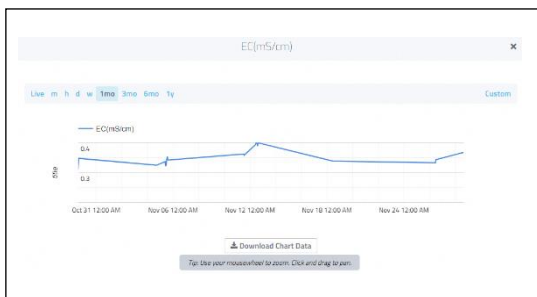 EC(mS/cm) ×
Live m h d w 1mo 3mo 6mo 1y Custom
EC(mS/cm)
0.4
0.3
Oct 31 12:00 AM Nov 06 12:00 AM Nov 12 12:00 AM Nov 18 12:00 AM Nov 24 12:00 AM
Download Chart Data
Tip: Use your mousewheel to zoom. Click and drag to pan.